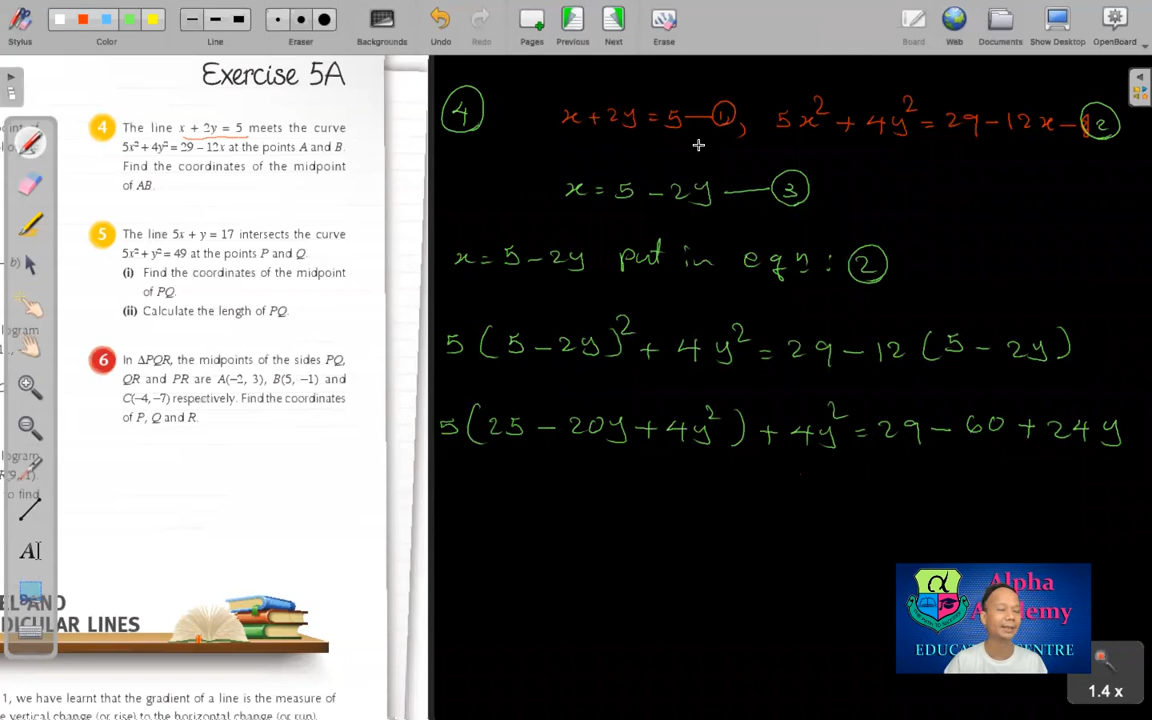 Stylus
Color
Line
Eraser
Backgrounds
Undo
Redo
Pages
Previous
Next
Erase
Board
Web
Documents
Show Desktop
OpenBoard
Exercise 5A
4 The line x + 2y = 5 meets the curve
5x² + 4y² = 29 – 12x at the points A and B.
Find the coordinates of the midpoint
of AB.
5 The line 5x + y = 17 intersects the curve
5x² + y² = 49 at the points P and Q.
(i) Find the coordinates of the midpoint
of PQ.
(ii) Calculate the length of PQ.
6 In ΔPQR, the midpoints of the sides PQ,
QR and PR are A(–2, 3), B(5, –1) and
C(–4, –7) respectively. Find the coordinates
of P, Q and R.
b)
logram
logram
R(9, 1).
to find
A
EL AND
DICULAR LINES
1, we have learnt that the gradient of a line is the measure of
④
x + 2y = 5 — ①, 5x² + 4y² = 29 – 12x – ②
x = 5 – 2y — ③
x = 5 – 2y put in eqn: ②
5(5 – 2y)² + 4y² = 29 – 12(5 – 2y)
5(25 – 20y + 4y²) + 4y² = 29 – 60 + 24y
α
Alpha
Academy
EDUCA
ENTRE
1.4 x